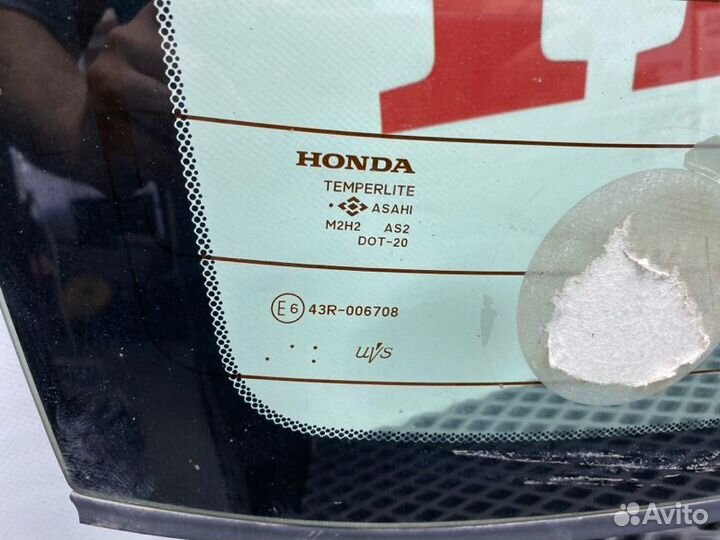 HONDA
TEMPERLITE
ASAHI
M2H2 AS2
DOT-20
E6 43R-006708
uvs
Avito